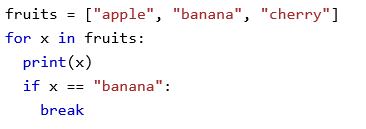 fruits = ["apple", "banana", "cherry"]
for x in fruits:
  print(x)
  if x == "banana":
    break